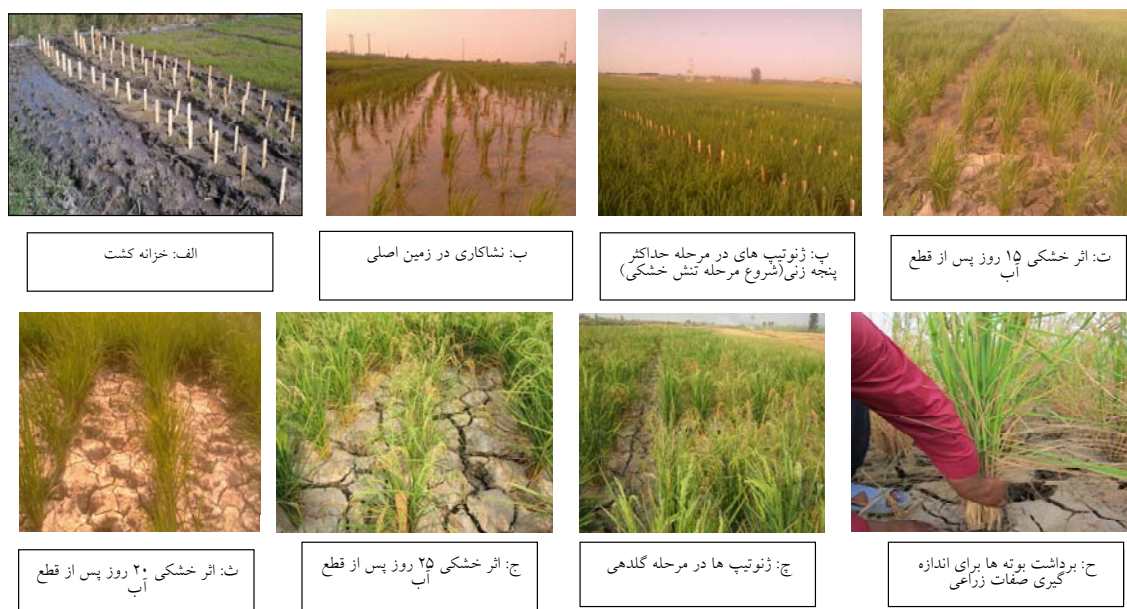 الف: خزانه کشت
ب: نشاکاری در زمین اصلی
پ: ژنوتیپ های در مرحله حداکثر
پنجه زنی(شروع مرحله تنش خشکی)
ت: اثر خشکی ۱۵ روز پس از قطع
آب
ث: اثر خشکی ۲۰ روز پس از قطع
آب
ج: اثر خشکی ۲۵ روز پس از قطع
آب
چ: ژنوتیپ ها در مرحله گلدهی
ح: برداشت بوته ها برای اندازه
گیری صفات زراعی